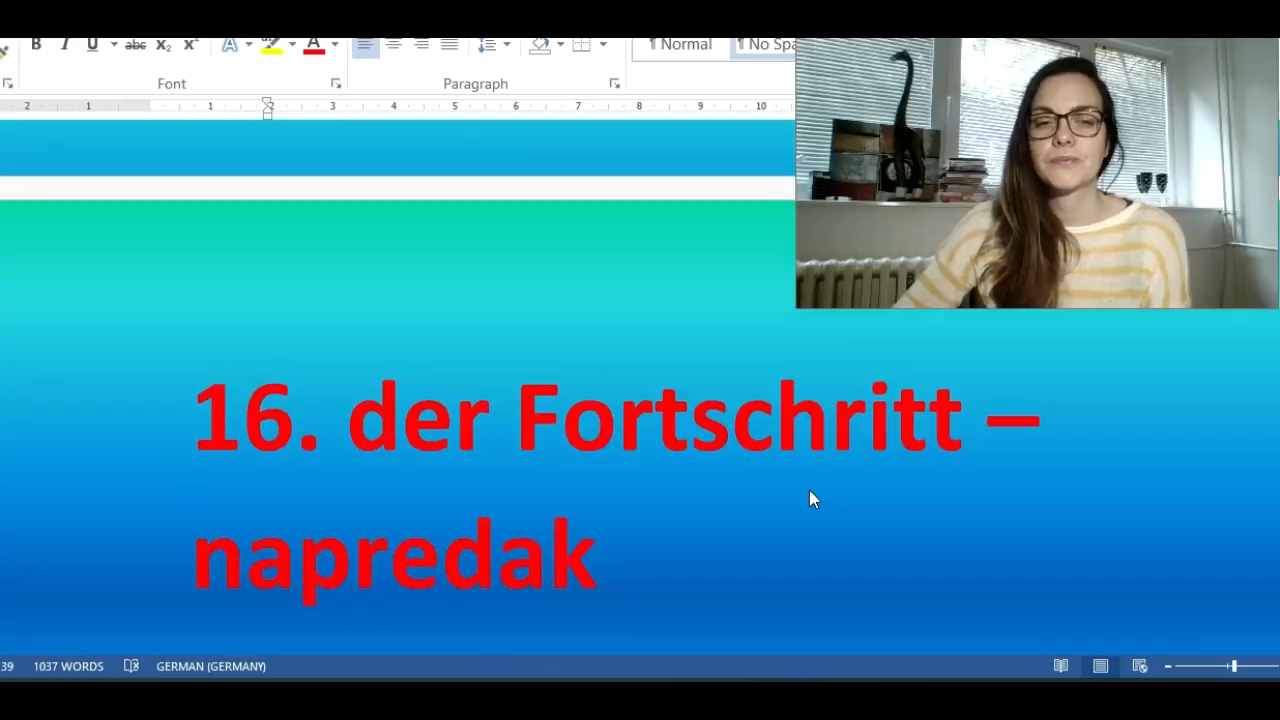 B I U abc x₂ x² A A
¶ Normal ¶ No Spa
Font Paragraph
2 1 1 2 3 4 5 6 7 8 9 10
16. der Fortschritt –
napredak
39 1037 WORDS GERMAN (GERMANY)